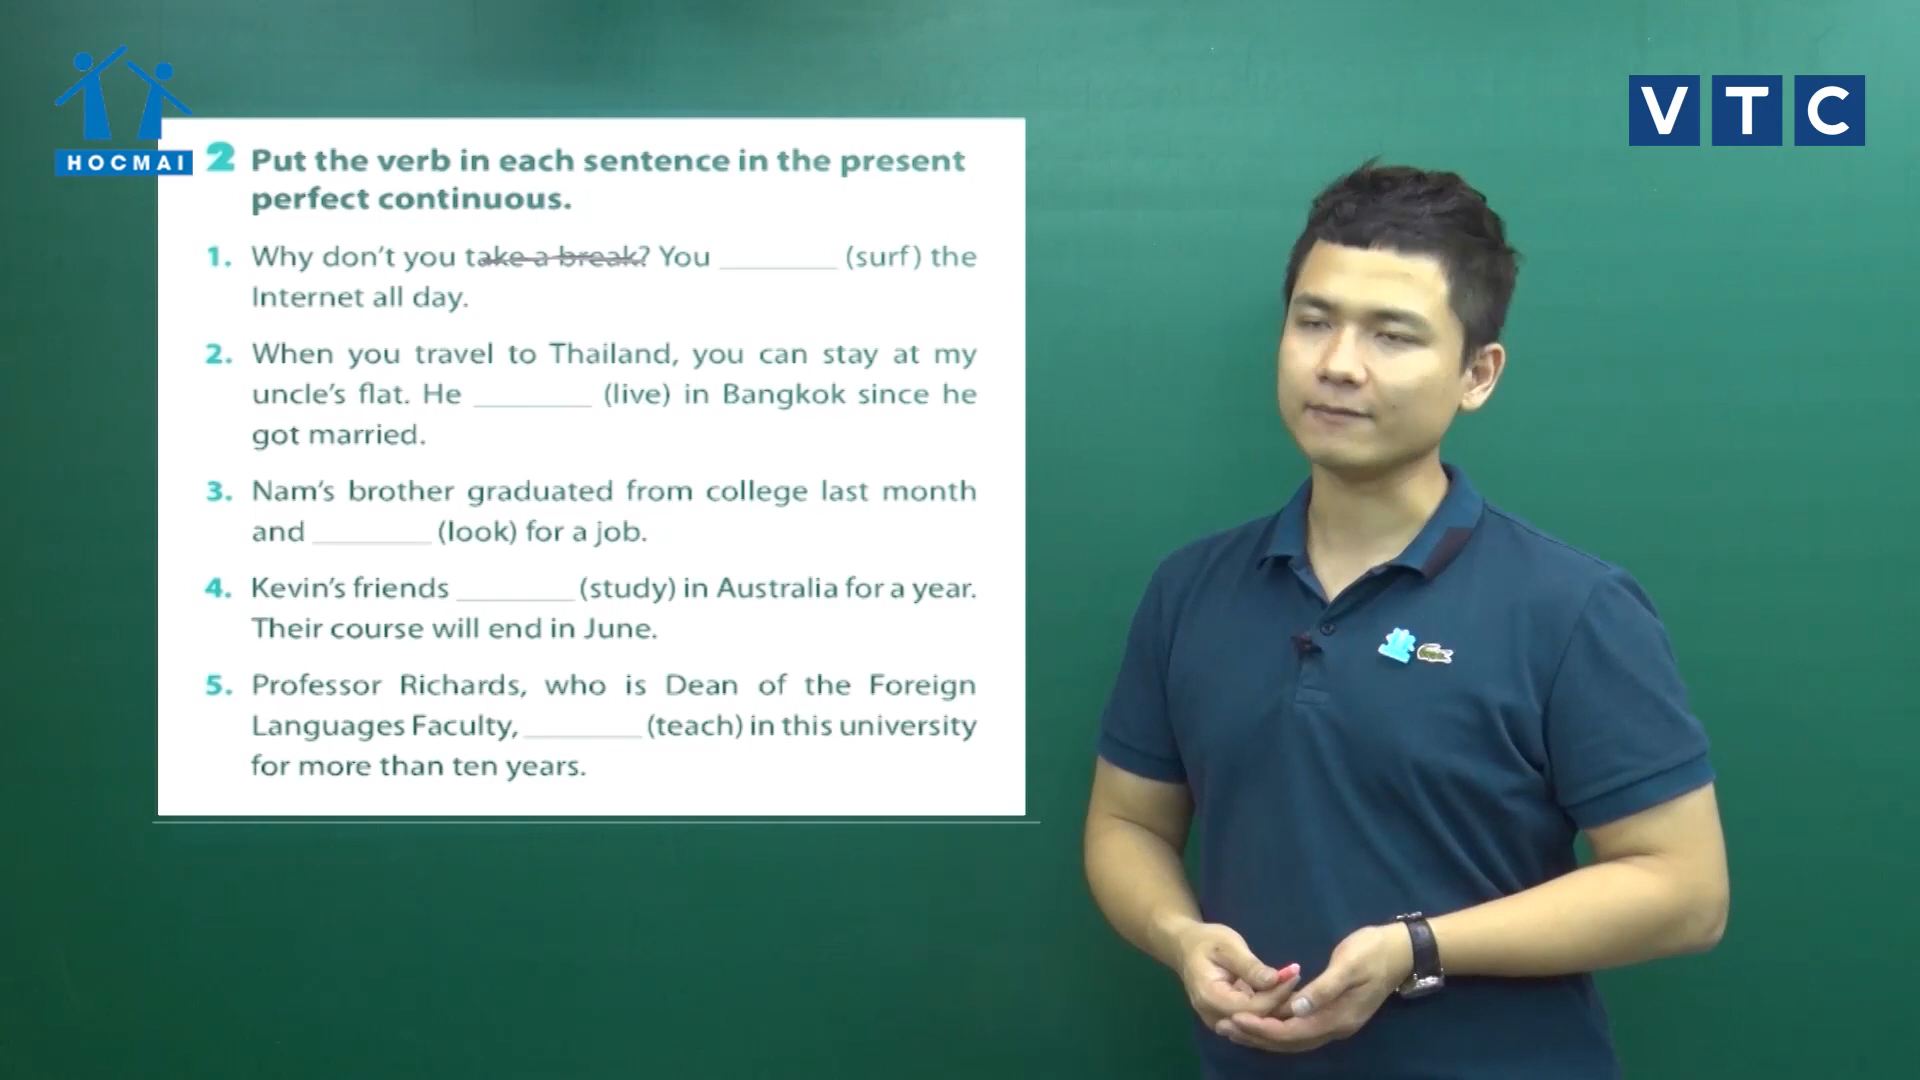 HOCMAI
VTC
2 Put the verb in each sentence in the present
perfect continuous.
1. Why don't you take a break? You ________ (surf) the
Internet all day.
2. When you travel to Thailand, you can stay at my
uncle's flat. He ________ (live) in Bangkok since he
got married.
3. Nam's brother graduated from college last month
and ________ (look) for a job.
4. Kevin's friends ________ (study) in Australia for a year.
Their course will end in June.
5. Professor Richards, who is Dean of the Foreign
Languages Faculty, ________ (teach) in this university
for more than ten years.